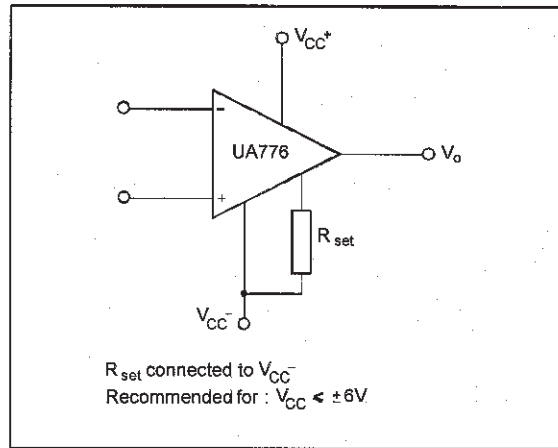 VCC+
-
UA776
Vo
+
Rset
VCC-
Rset connected to VCC-
Recommended for : VCC < ±6V